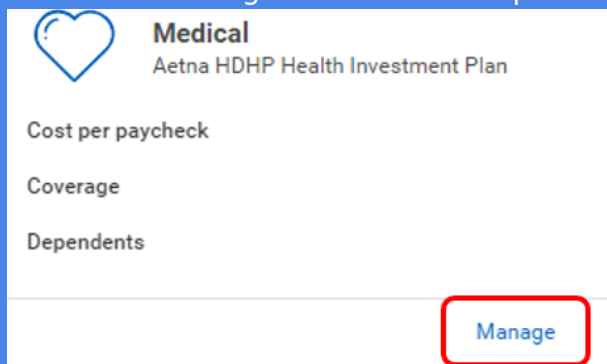 Medical
Aetna HDHP Health Investment Plan
Cost per paycheck
Coverage
Dependents
Manage